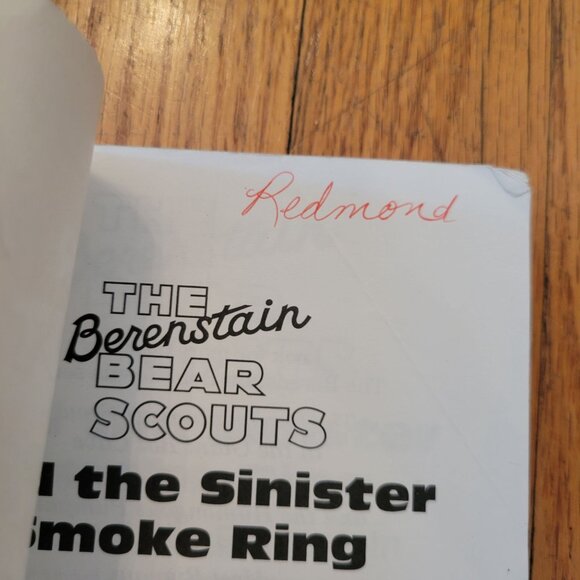 Redmond
THE
Berenstain
BEAR
SCOUTS
the Sinister
Smoke Ring